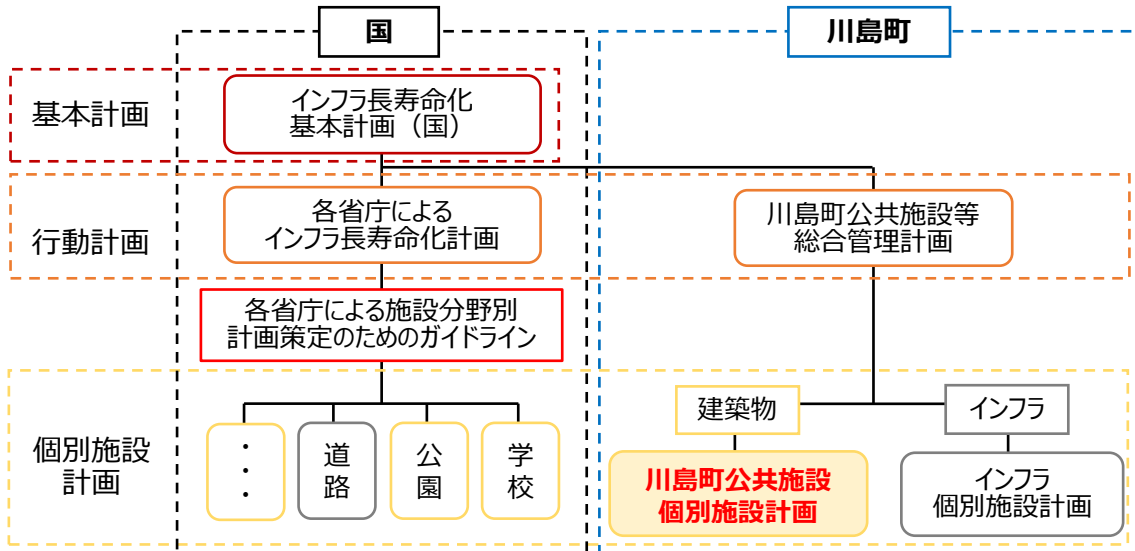 国
川島町
基本計画
インフラ長寿命化
基本計画（国）
行動計画
各省庁による
インフラ長寿命化計画
川島町公共施設等
総合管理計画
各省庁による施設分野別
計画策定のためのガイドライン
個別施設
計画
・・・
道路
公園
学校
建築物
インフラ
川島町公共施設
個別施設計画
インフラ
個別施設計画